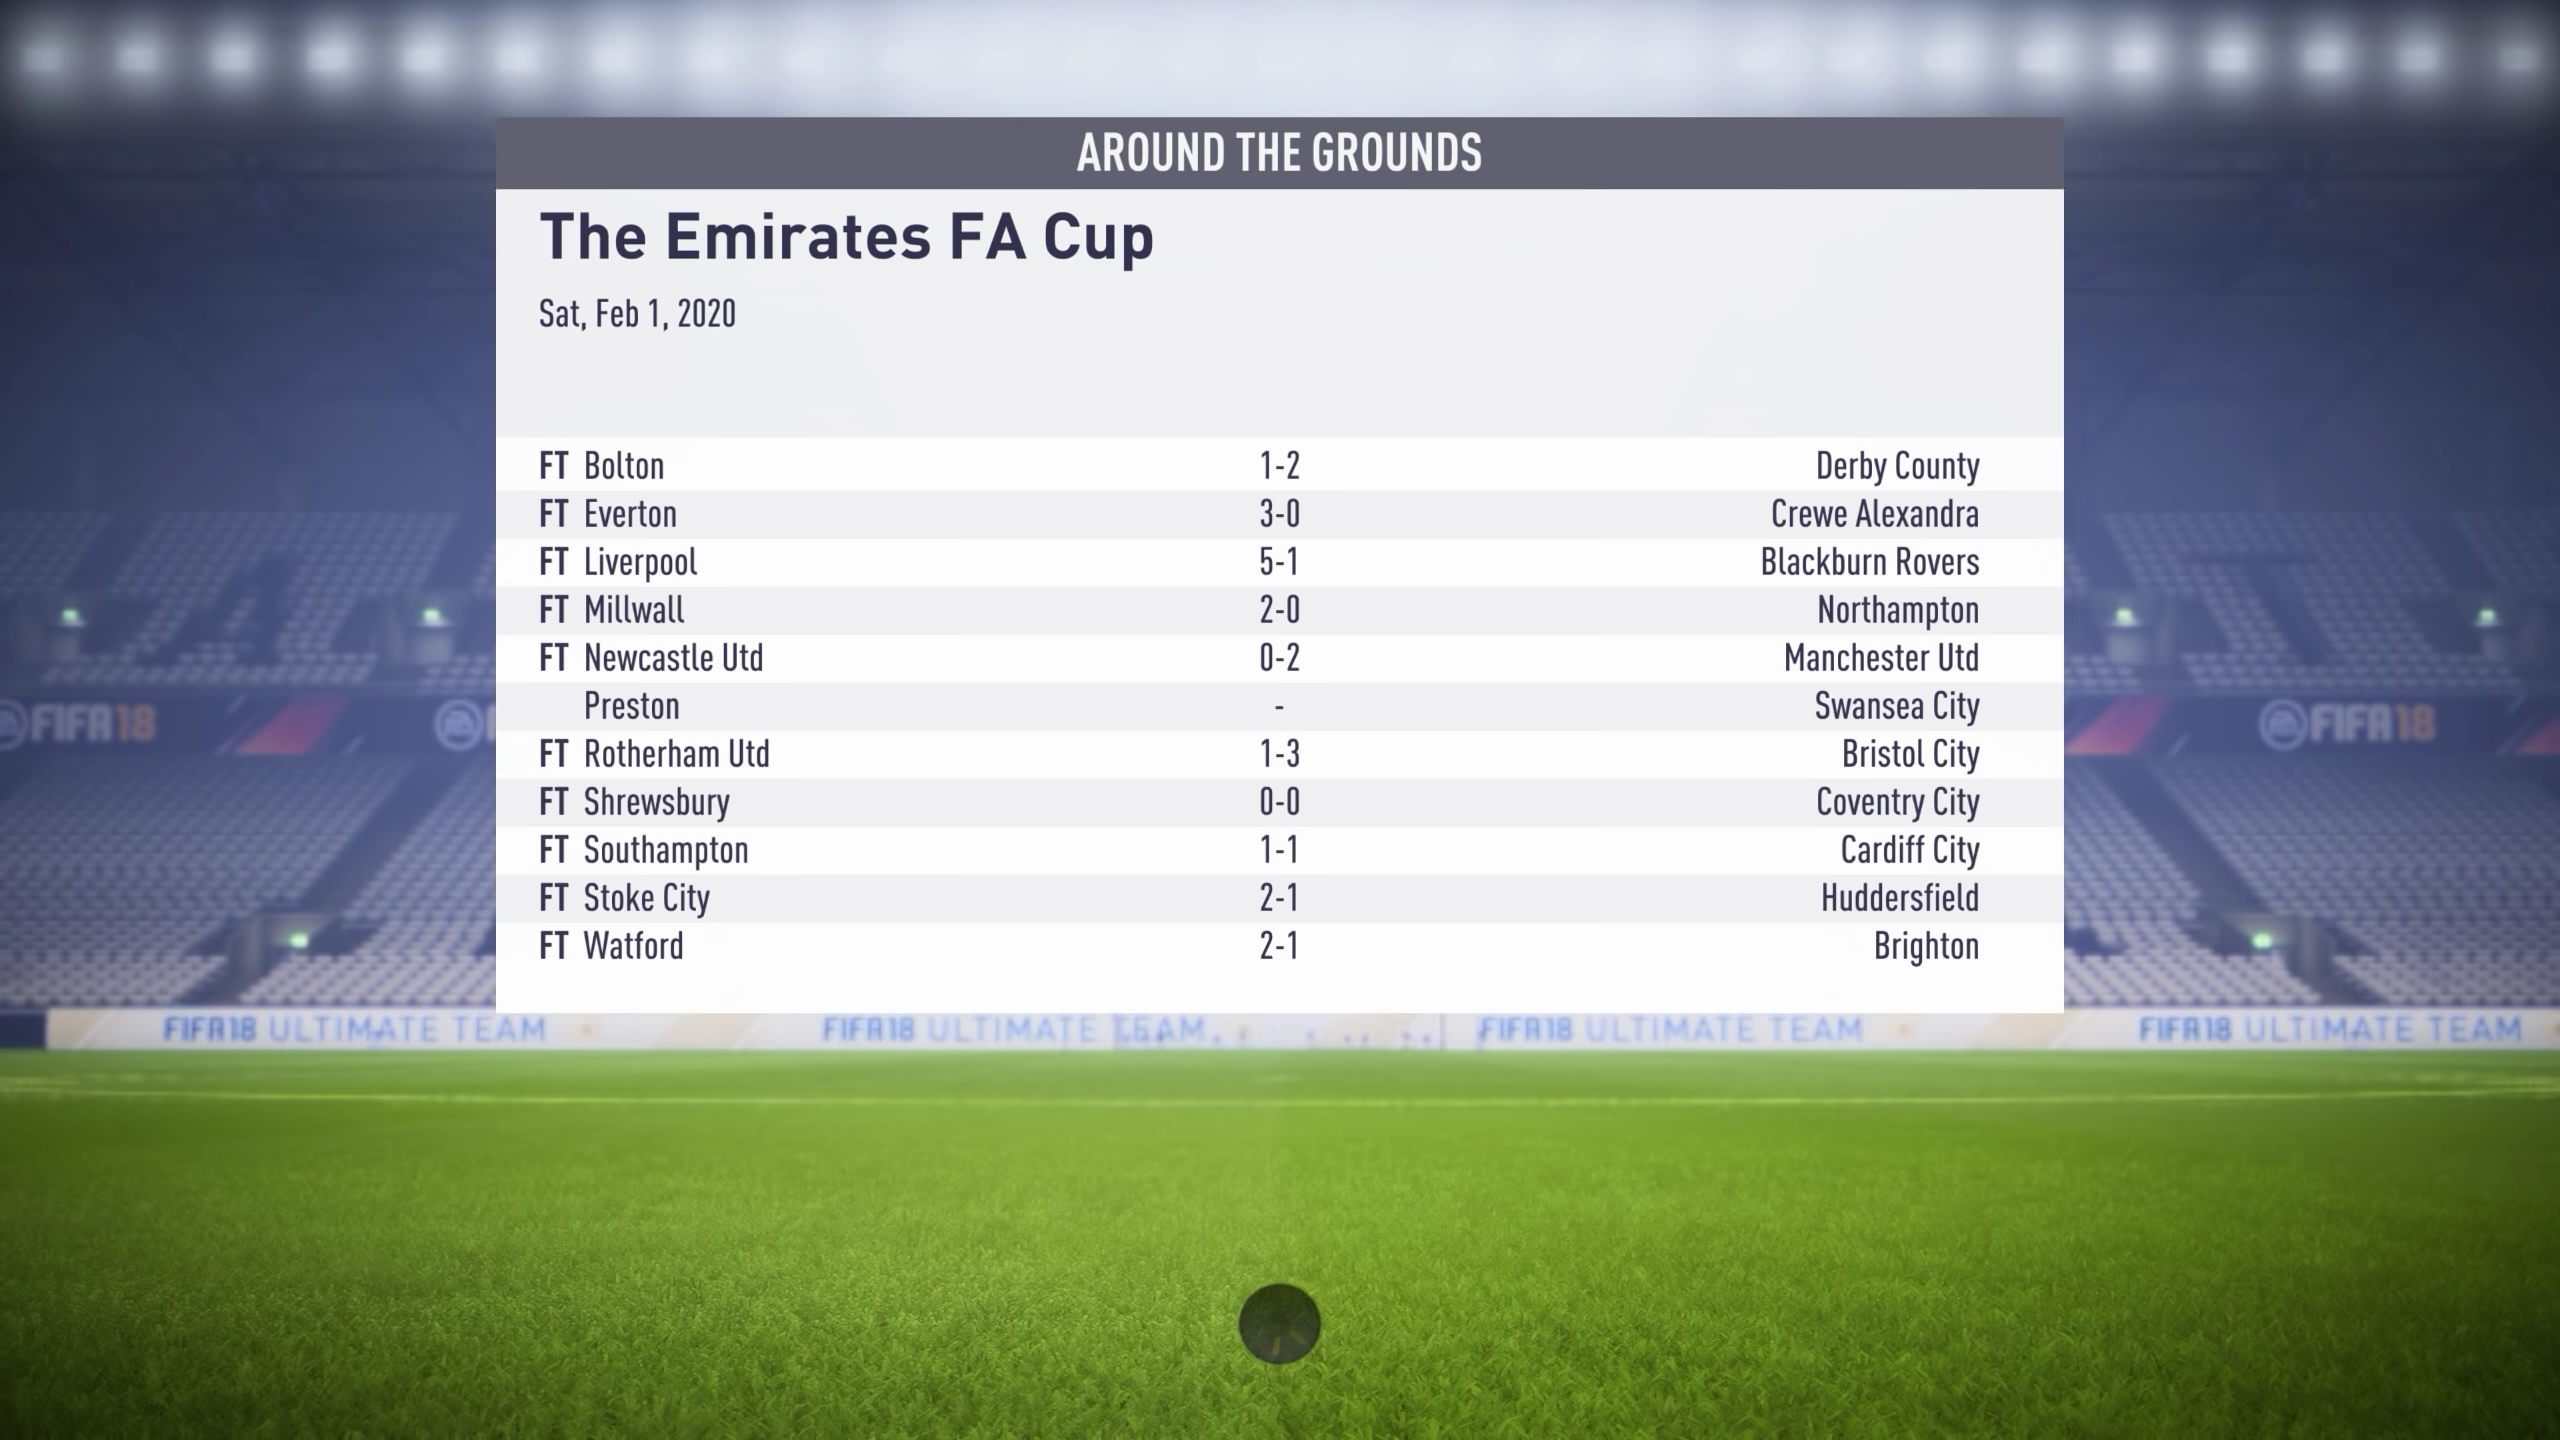 AROUND THE GROUNDS
The Emirates FA Cup
Sat, Feb 1, 2020
FT Bolton 1-2 Derby County
FT Everton 3-0 Crewe Alexandra
FT Liverpool 5-1 Blackburn Rovers
FT Millwall 2-0 Northampton
FT Newcastle Utd 0-2 Manchester Utd
Preston - Swansea City
FT Rotherham Utd 1-3 Bristol City
FT Shrewsbury 0-0 Coventry City
FT Southampton 1-1 Cardiff City
FT Stoke City 2-1 Huddersfield
FT Watford 2-1 Brighton
EA FIFA18 EA EA FIFA18
FIFA18 ULTIMATE TEAM FIFA18 ULTIMATE TEAM FIFA18 ULTIMATE TEAM FIFA18 ULTIMATE TEAM